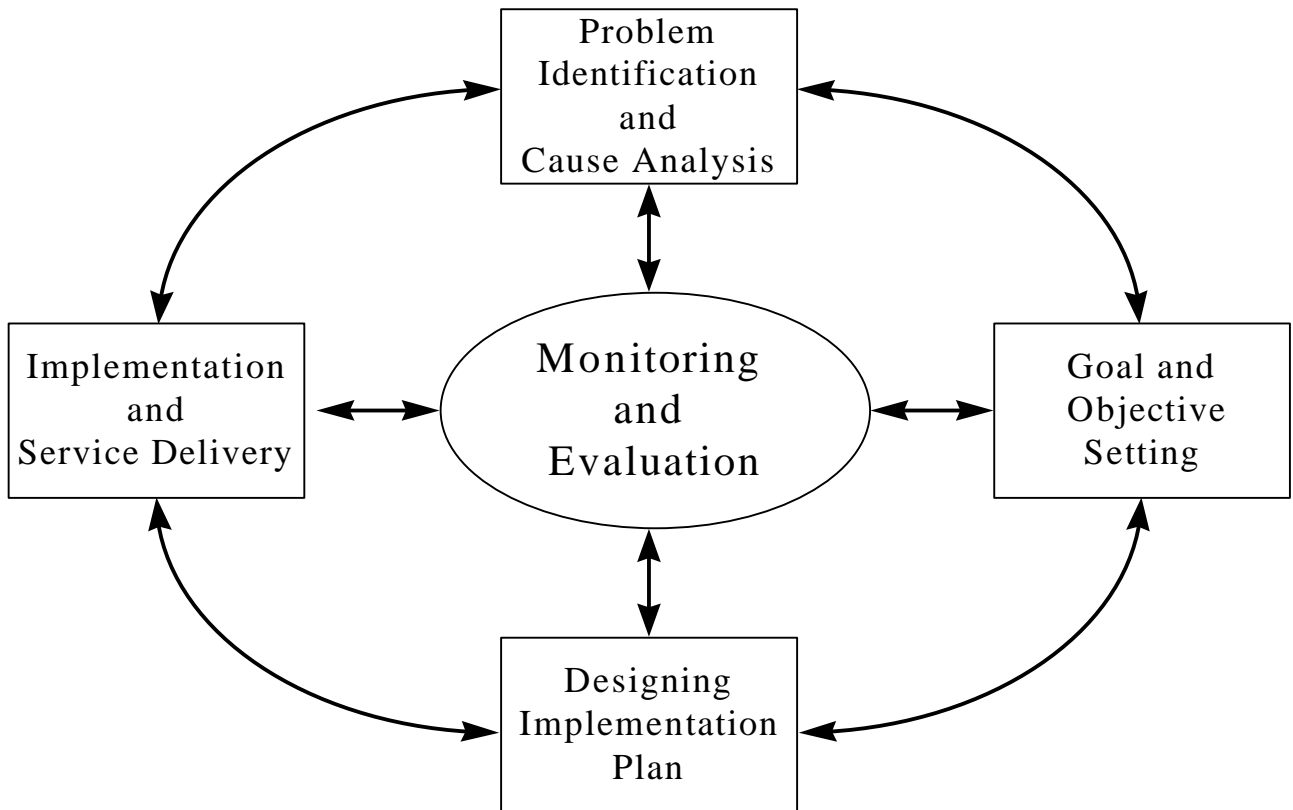 Problem
Identification
and
Cause Analysis
Implementation
and
Service Delivery
Monitoring
and
Evaluation
Goal and
Objective
Setting
Designing
Implementation
Plan